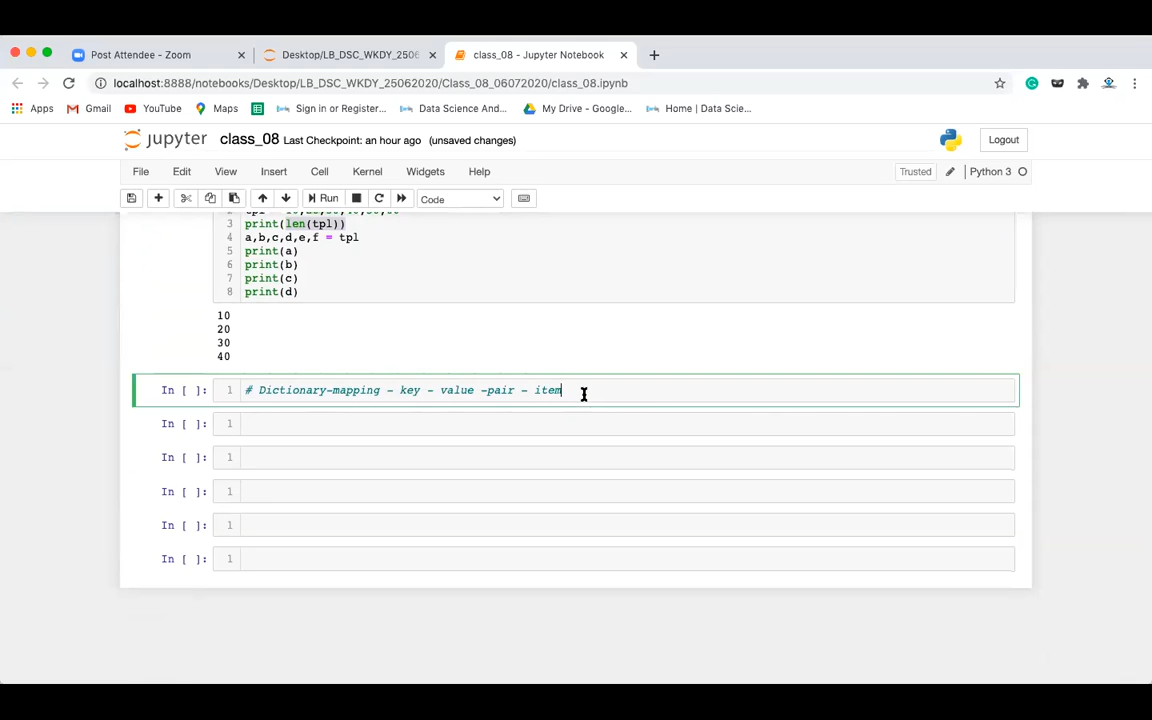 Post Attendee - Zoom
Desktop/LB_DSC_WKDY_25062
class_08 - Jupyter Notebook
localhost:8888/notebooks/Desktop/LB_DSC_WKDY_25062020/Class_08_06072020/class_08.ipynb
Apps Gmail YouTube Maps Sign in or Register... Data Science And... My Drive - Google... Home | Data Scie...
jupyter class_08 Last Checkpoint: an hour ago (unsaved changes) Logout
File Edit View Insert Cell Kernel Widgets Help Trusted Python 3
Run Code
3 print(len(tpl))
4 a,b,c,d,e,f = tpl
5 print(a)
6 print(b)
7 print(c)
8 print(d)
10
20
30
40
In [ ]: 1 # Dictionary-mapping - key - value -pair - item
In [ ]: 1
In [ ]: 1
In [ ]: 1
In [ ]: 1
In [ ]: 1